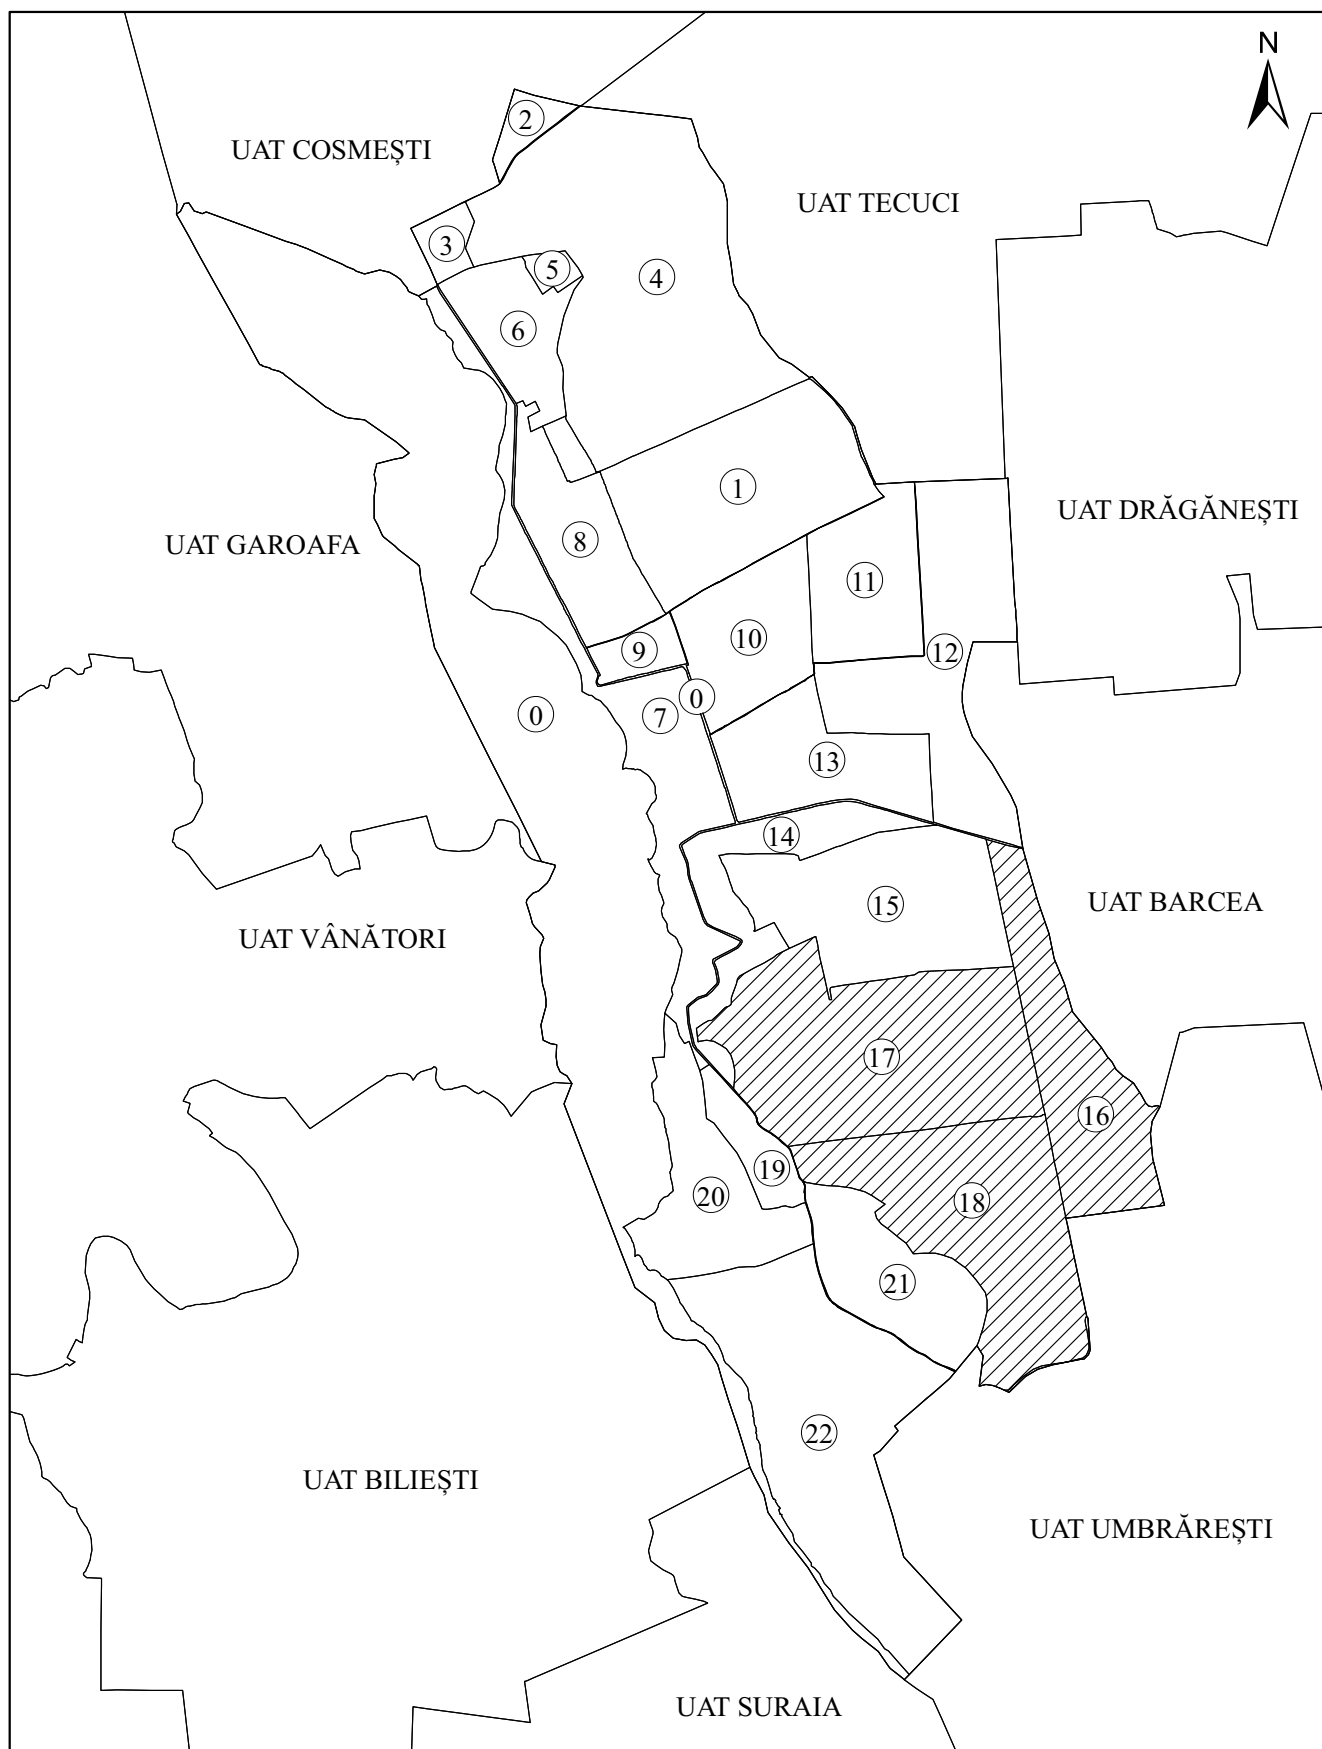 N
2
UAT COSMEȘTI
UAT TECUCI
3
5
4
6
1
UAT DRĂGĂNEȘTI
8
UAT GAROAFA
11
10
9
12
0
7
0
13
14
15
UAT BARCEA
UAT VÂNĂTORI
17
16
19
20
18
21
22
UAT BILIEȘTI
UAT UMBRĂREȘTI
UAT SURAIA